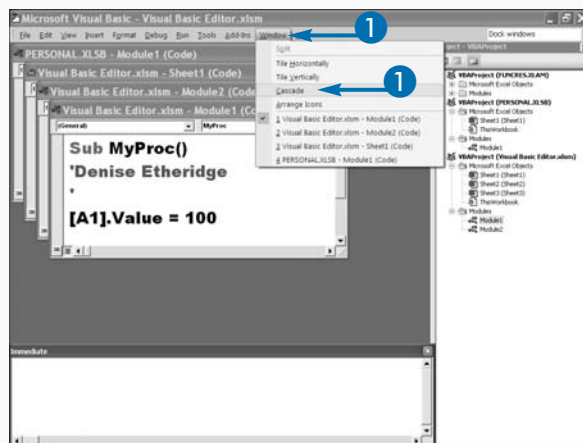 Microsoft Visual Basic - Visual Basic Editor.xlsm
File Edit View Insert Format Debug Run Tools Add-Ins Window
Dock windows
1
PERSONAL.XLSB - Module1 (Code)
Visual Basic Editor.xlsm - Sheet1 (Code)
Visual Basic Editor.xlsm - Module2 (Code)
Visual Basic Editor.xlsm - Module1 (Co
(General)
MyProc
Sub MyProc()
'Denise Etheridge
'
[A1].Value = 100
Split
Tile Horizontally
Tile Vertically
Cascade
1
Arrange Icons
1 Visual Basic Editor.xlsm - Module1 (Code)
2 Visual Basic Editor.xlsm - Module2 (Code)
3 Visual Basic Editor.xlsm - Sheet1 (Code)
4 PERSONAL.XLSB - Module1 (Code)
ject - VBAProject
VBAProject (FUNCRES.XLAM)
Microsoft Excel Objects
Modules
VBAProject (PERSONAL.XLSB)
Microsoft Excel Objects
Sheet1 (Sheet1)
ThisWorkbook
Modules
Module1
VBAProject (Visual Basic Editor.xlsm)
Microsoft Excel Objects
Sheet1 (Sheet1)
Sheet2 (Sheet2)
Sheet3 (Sheet3)
ThisWorkbook
Modules
Module1
Module2
Immediate